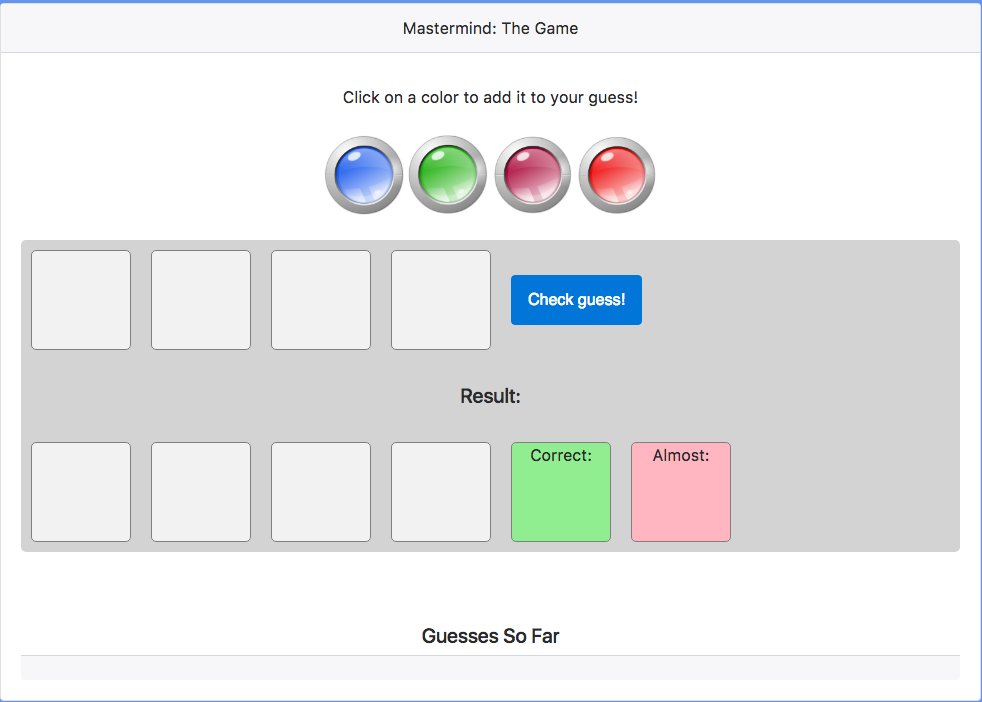 Mastermind: The Game
Click on a color to add it to your guess!
Check guess!
Result:
Correct:
Almost:
Guesses So Far